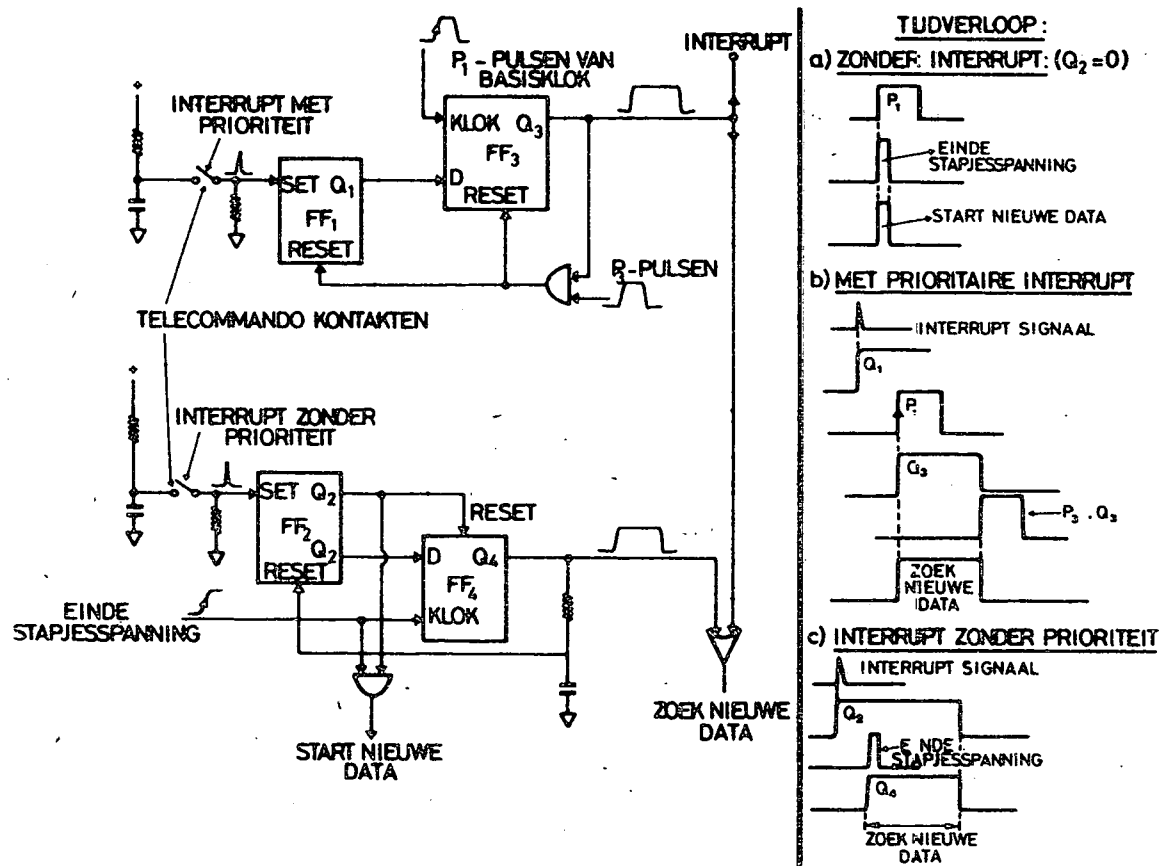 P₁ - PULSEN VAN
BASISKLOK
INTERRUPT
INTERRUPT MET
PRIORITEIT
KLOK Q₃
FF₃
D
RESET
SET Q₁
FF₁
RESET
P₃-PULSEN
TELECOMMANDO KONTAKTEN
INTERRUPT ZONDER
PRIORITEIT
SET Q₂
FF₂
Q₂
RESET
RESET
D Q₄
FF₄
KLOK
EINDE
STAPJESSPANNING
START NIEUWE
DATA
ZOEK NIEUWE
DATA
TIJDVERLOOP:
a) ZONDER INTERRUPT: (Q₂=0)
P₁
EINDE
STAPJESSPANNING
START NIEUWE DATA
b) MET PRIORITAIRE INTERRUPT
INTERRUPT SIGNAAL
Q₁
P.
Q₃
P₃ . Q₃
ZOEK
NIEUWE
DATA
c) INTERRUPT ZONDER PRIORITEIT
INTERRUPT SIGNAAL
Q₂
E NDE
STAPJESSPANNING
Q₄
ZOEK NIEUWE
DATA